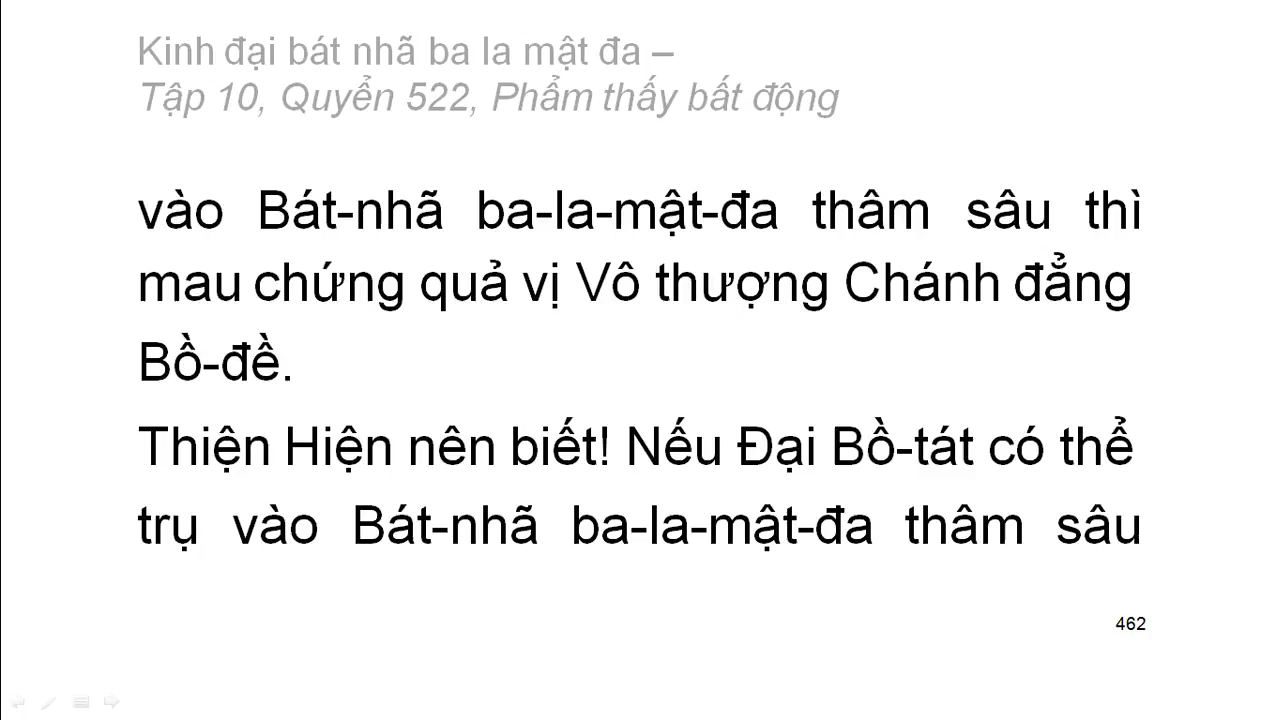 Kinh đại bát nhã ba la mật đa –
Tập 10, Quyển 522, Phẩm thấy bất động
vào Bát-nhã ba-la-mật-đa thâm sâu thì
mau chứng quả vị Vô thượng Chánh đẳng
Bồ-đề.
Thiện Hiện nên biết! Nếu Đại Bồ-tát có thể
trụ vào Bát-nhã ba-la-mật-đa thâm sâu
462